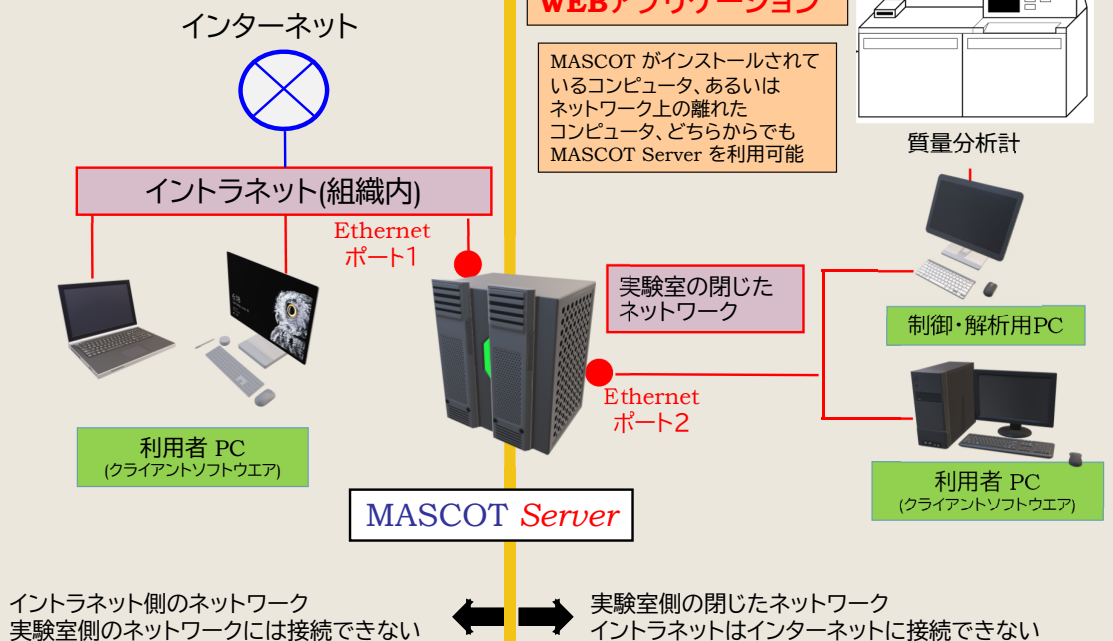 WEBアプリケーション
インターネット
MASCOT がインストールされて
いるコンピュータ、あるいは
ネットワーク上の離れた
コンピュータ、どちらからでも
MASCOT Server を利用可能
質量分析計
イントラネット(組織内)
Ethernet
ポート1
実験室の閉じた
ネットワーク
制御・解析用PC
Ethernet
ポート2
利用者 PC
(クライアントソフトウエア)
利用者 PC
(クライアントソフトウエア)
MASCOT Server
イントラネット側のネットワーク
実験室側のネットワークには接続できない
実験室側の閉じたネットワーク
イントラネットはインターネットに接続できない